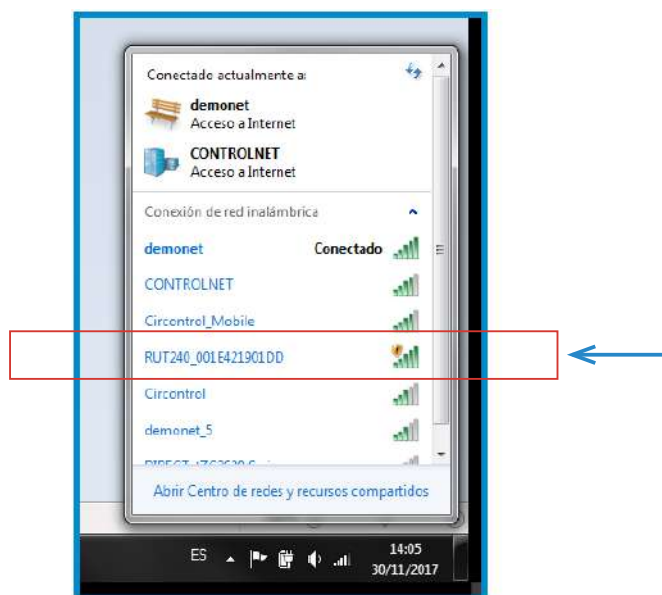 Conectado actualmente a:
demonet
Acceso a Internet
CONTROLNET
Acceso a Internet
Conexión de red inalámbrica
demonet Conectado
CONTROLNET
Circontrol_Mobile
RUT240_001E421901DD
Circontrol
demonet_5
Abrir Centro de redes y recursos compartidos
ES
14:05
30/11/2017